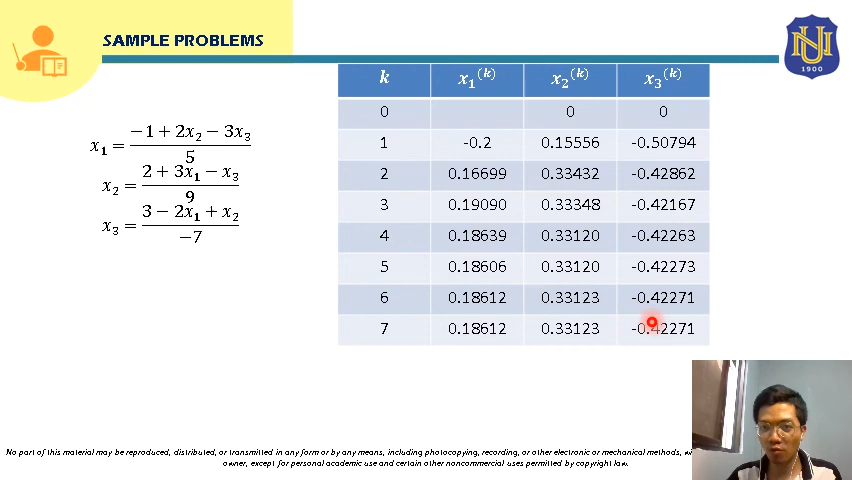 SAMPLE PROBLEMS
NU
1900
x₁ = (−1 + 2x₂ − 3x₃)/5
x₂ = (2 + 3x₁ − x₃)/9
x₃ = (3 − 2x₁ + x₂)/−7
k x₁⁽ᵏ⁾ x₂⁽ᵏ⁾ x₃⁽ᵏ⁾
0 0 0
1 -0.2 0.15556 -0.50794
2 0.16699 0.33432 -0.42862
3 0.19090 0.33348 -0.42167
4 0.18639 0.33120 -0.42263
5 0.18606 0.33120 -0.42273
6 0.18612 0.33123 -0.42271
7 0.18612 0.33123 -0.42271
No part of this material may be reproduced, distributed, or transmitted in any form or by any means, including photocopying, recording, or other electronic or mechanical methods,
owner, except for personal academic use and certain other noncommercial uses permitted by copyright law.